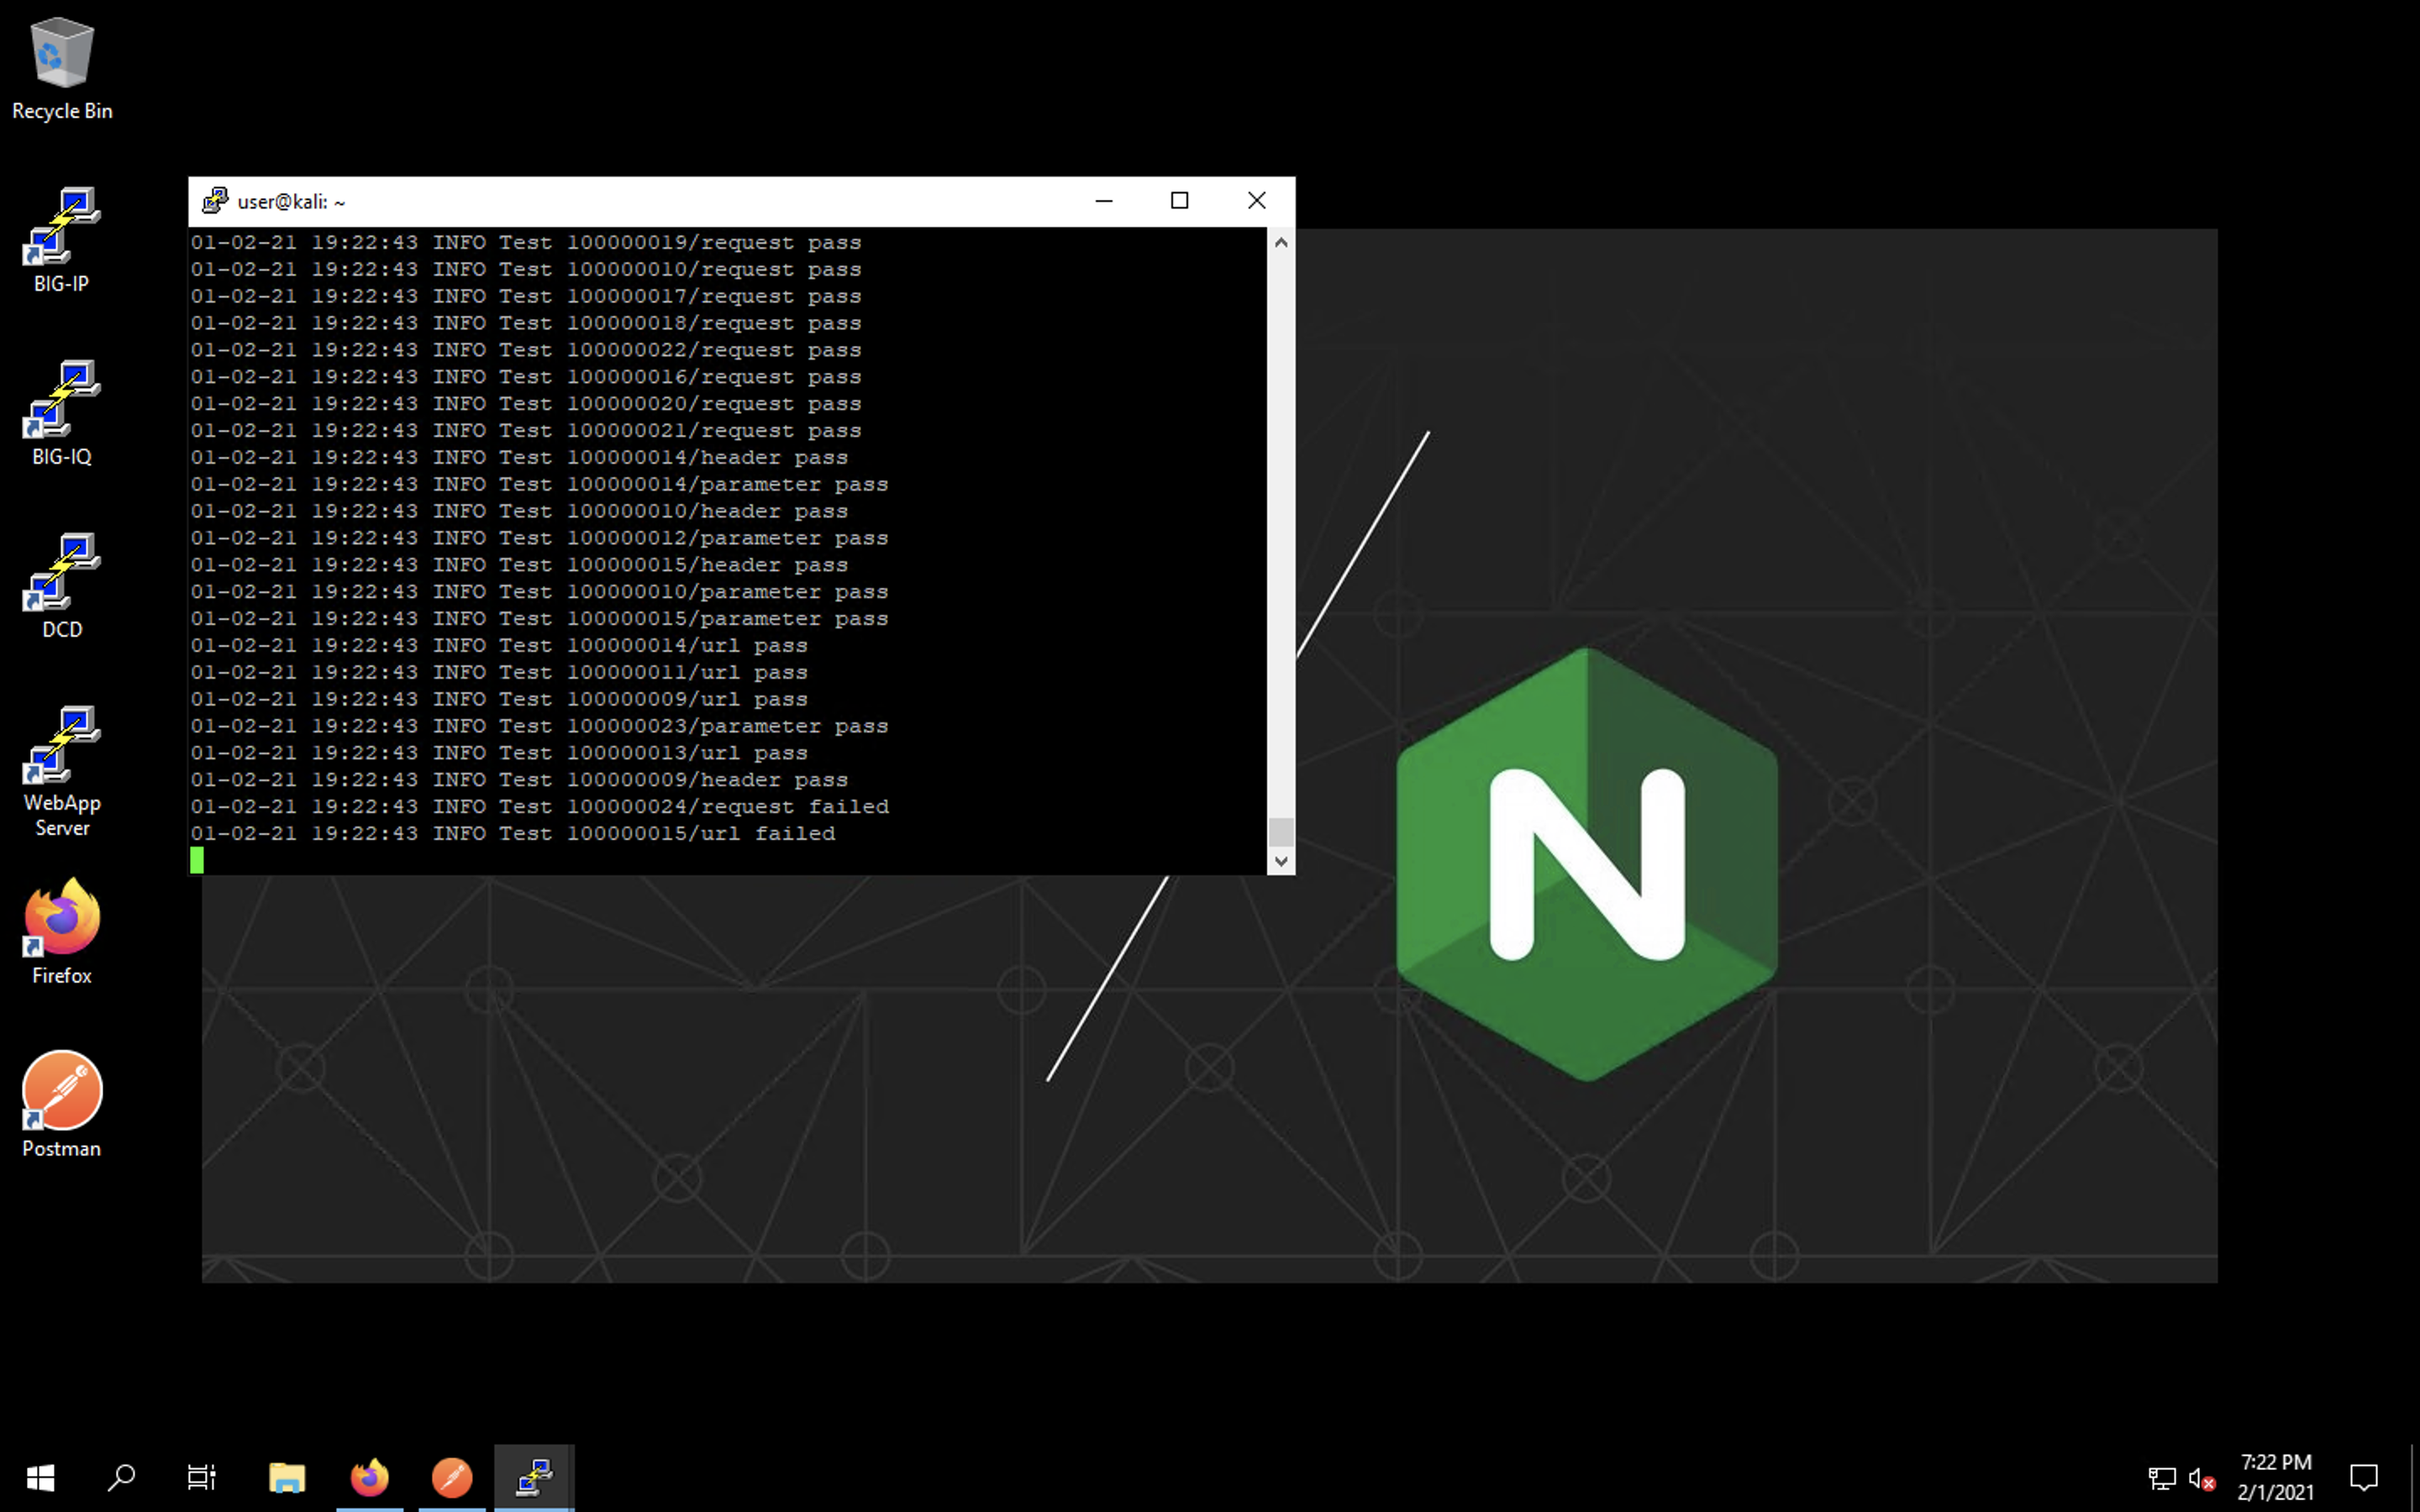 Recycle Bin
BIG-IP
BIG-IQ
DCD
WebApp
Server
Firefox
Postman
user@kali: ~
01-02-21 19:22:43 INFO Test 100000019/request pass
01-02-21 19:22:43 INFO Test 100000010/request pass
01-02-21 19:22:43 INFO Test 100000017/request pass
01-02-21 19:22:43 INFO Test 100000018/request pass
01-02-21 19:22:43 INFO Test 100000022/request pass
01-02-21 19:22:43 INFO Test 100000016/request pass
01-02-21 19:22:43 INFO Test 100000020/request pass
01-02-21 19:22:43 INFO Test 100000021/request pass
01-02-21 19:22:43 INFO Test 100000014/header pass
01-02-21 19:22:43 INFO Test 100000014/parameter pass
01-02-21 19:22:43 INFO Test 100000010/header pass
01-02-21 19:22:43 INFO Test 100000012/parameter pass
01-02-21 19:22:43 INFO Test 100000015/header pass
01-02-21 19:22:43 INFO Test 100000010/parameter pass
01-02-21 19:22:43 INFO Test 100000015/parameter pass
01-02-21 19:22:43 INFO Test 100000014/url pass
01-02-21 19:22:43 INFO Test 100000011/url pass
01-02-21 19:22:43 INFO Test 100000009/url pass
01-02-21 19:22:43 INFO Test 100000023/parameter pass
01-02-21 19:22:43 INFO Test 100000013/url pass
01-02-21 19:22:43 INFO Test 100000009/header pass
01-02-21 19:22:43 INFO Test 100000024/request failed
01-02-21 19:22:43 INFO Test 100000015/url failed
N
7:22 PM
2/1/2021